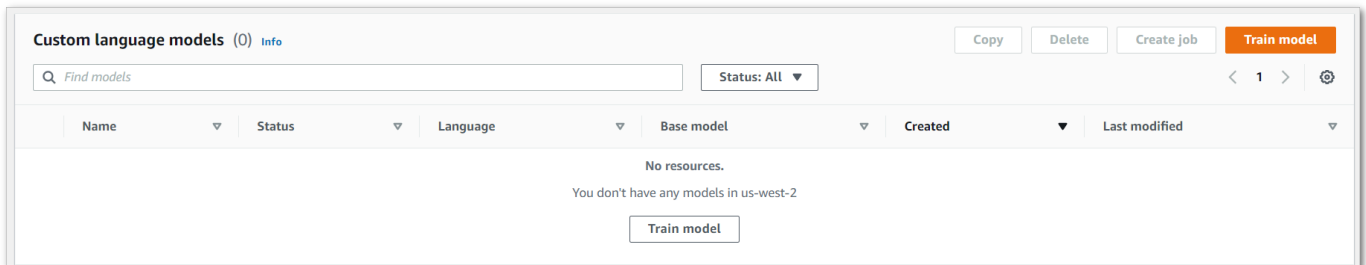 Custom language models (0) Info Copy Delete Create job Train model
Find models Status: All 1
Name Status Language Base model Created Last modified
No resources.
You don't have any models in us-west-2
Train model